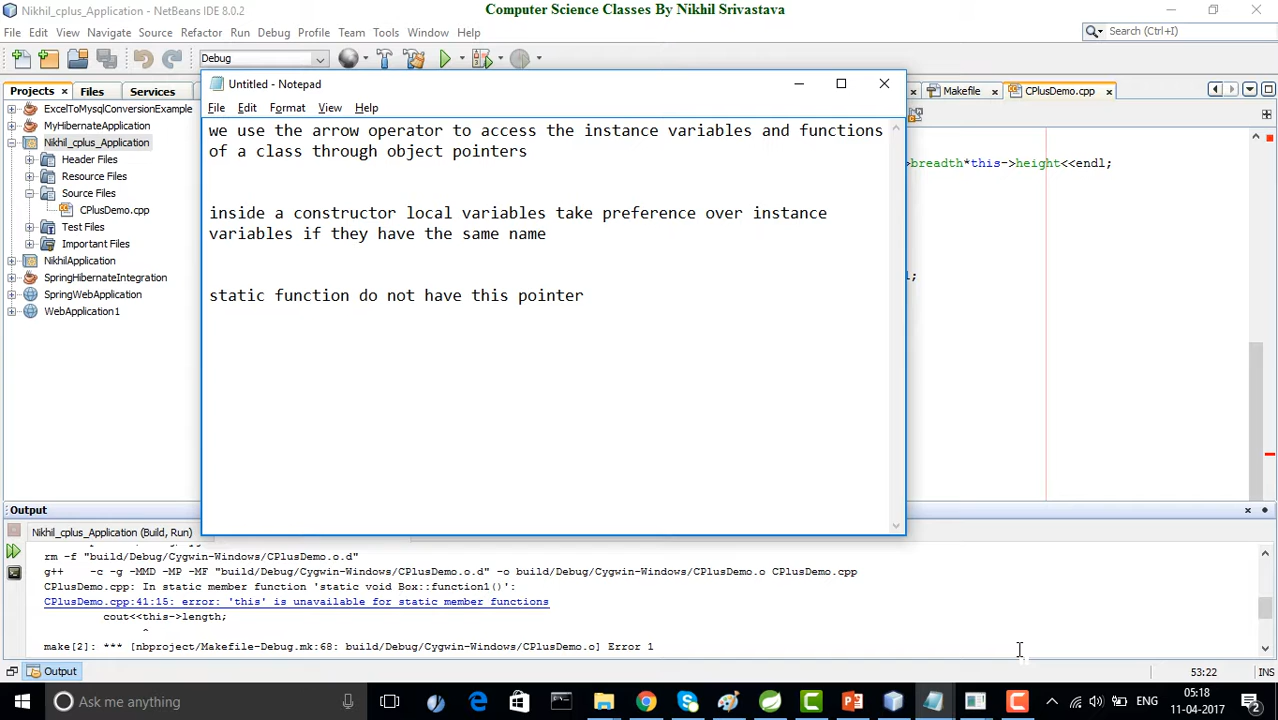 Nikhil_cplus_Application - NetBeans IDE 8.0.2
Computer Science Classes By Nikhil Srivastava
File Edit View Navigate Source Refactor Run Debug Profile Team Tools Window Help
Search (Ctrl+I)
Debug
Projects Files Services
Makefile CPlusDemo.cpp
ExcelToMysqlConversionExample
MyHibernateApplication
Nikhil_cplus_Application
Header Files
Resource Files
Source Files
CPlusDemo.cpp
Test Files
Important Files
NikhilApplication
SpringHibernateIntegration
SpringWebApplication
WebApplication1
Untitled - Notepad
File Edit Format View Help
we use the arrow operator to access the instance variables and functions
of a class through object pointers
inside a constructor local variables take preference over instance
variables if they have the same name
static function do not have this pointer
>breadth*this->height<<endl;
l;
Output
Nikhil_cplus_Application (Build, Run)
rm -f "build/Debug/Cygwin-Windows/CPlusDemo.o.d"
g++ -c -g -MMD -MP -MF "build/Debug/Cygwin-Windows/CPlusDemo.o.d" -o build/Debug/Cygwin-Windows/CPlusDemo.o CPlusDemo.cpp
CPlusDemo.cpp: In static member function 'static void Box::function1()':
CPlusDemo.cpp:41:15: error: 'this' is unavailable for static member functions
cout<<this->length;
^
make[2]: *** [nbproject/Makefile-Debug.mk:68: build/Debug/Cygwin-Windows/CPlusDemo.o] Error 1
Output
53:22 INS
Ask me anything
ENG
05:18
11-04-2017
2